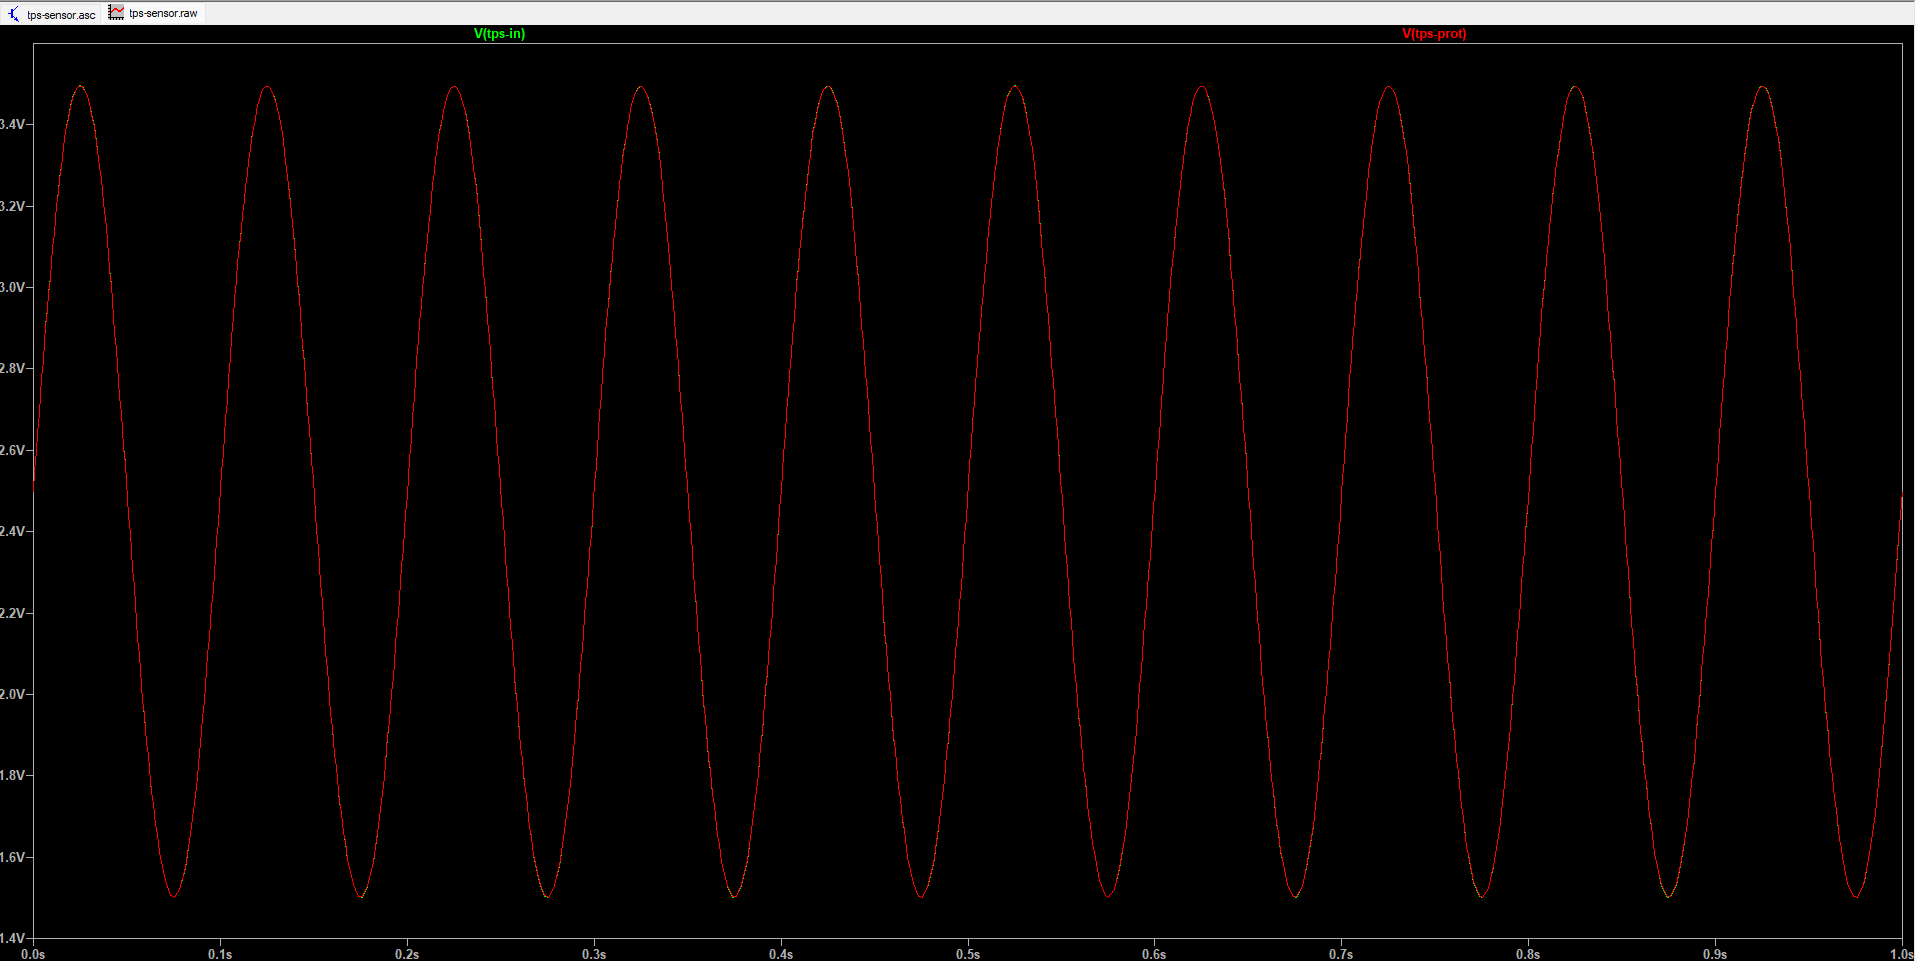 tps-sensor.asc tps-sensor.raw
V(tps-in) V(tps-prot)
3.4V
3.2V
3.0V
2.8V
2.6V
2.4V
2.2V
2.0V
1.8V
1.6V
1.4V
0.0s 0.1s 0.2s 0.3s 0.4s 0.5s 0.6s 0.7s 0.8s 0.9s 1.0s